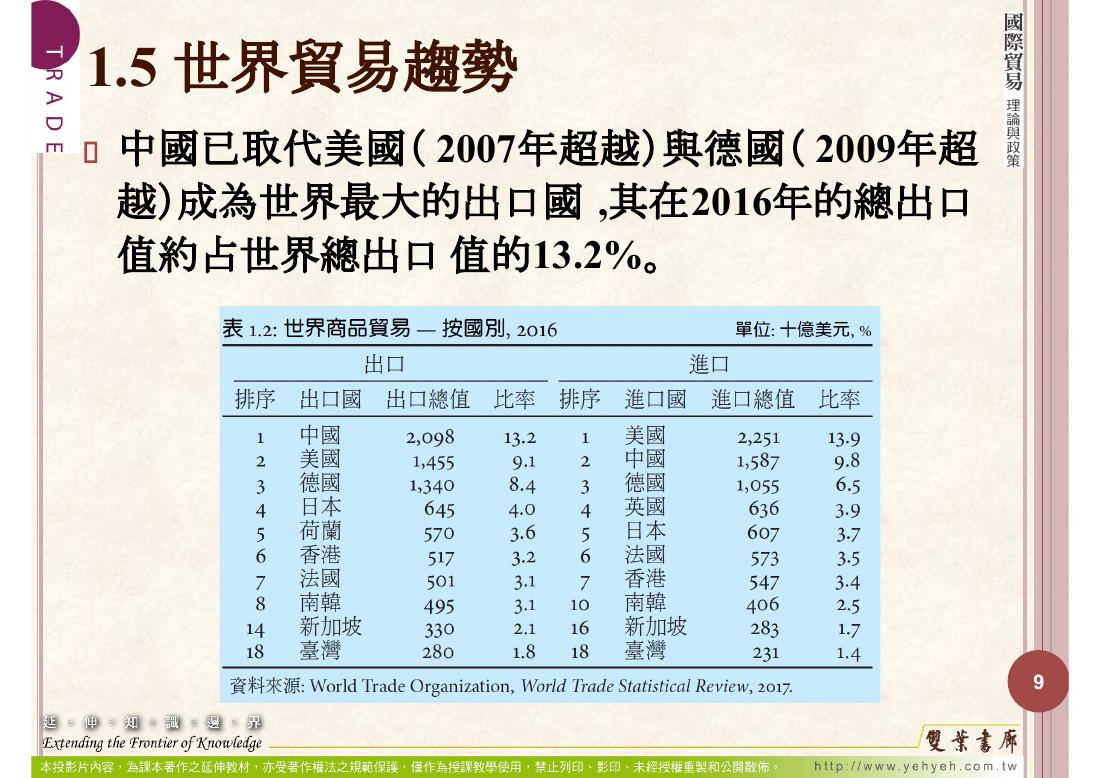 TRADE
國際貿易 理論與政策
1.5 世界貿易趨勢
中國已取代美國（2007年超越）與德國（2009年超
越）成為世界最大的出口國 ,其在2016年的總出口
值約占世界總出口 值的13.2%。
表 1.2: 世界商品貿易 — 按國別, 2016 單位: 十億美元, %
出口 進口
排序 出口國 出口總值 比率 排序 進口國 進口總值 比率
1 中國 2,098 13.2 1 美國 2,251 13.9
2 美國 1,455 9.1 2 中國 1,587 9.8
3 德國 1,340 8.4 3 德國 1,055 6.5
4 日本 645 4.0 4 英國 636 3.9
5 荷蘭 570 3.6 5 日本 607 3.7
6 香港 517 3.2 6 法國 573 3.5
7 法國 501 3.1 7 香港 547 3.4
8 南韓 495 3.1 10 南韓 406 2.5
14 新加坡 330 2.1 16 新加坡 283 1.7
18 臺灣 280 1.8 18 臺灣 231 1.4
資料來源: World Trade Organization, World Trade Statistical Review, 2017.
9
延‧伸‧知‧識‧邊‧界
Extending the Frontier of Knowledge
雙葉書廊
本投影片內容，為課本著作之延伸教材，亦受著作權法之規範保護，僅作為授課教學使用，禁止列印、影印、未經授權重製和公開散佈。 http://www.yehyeh.com.tw